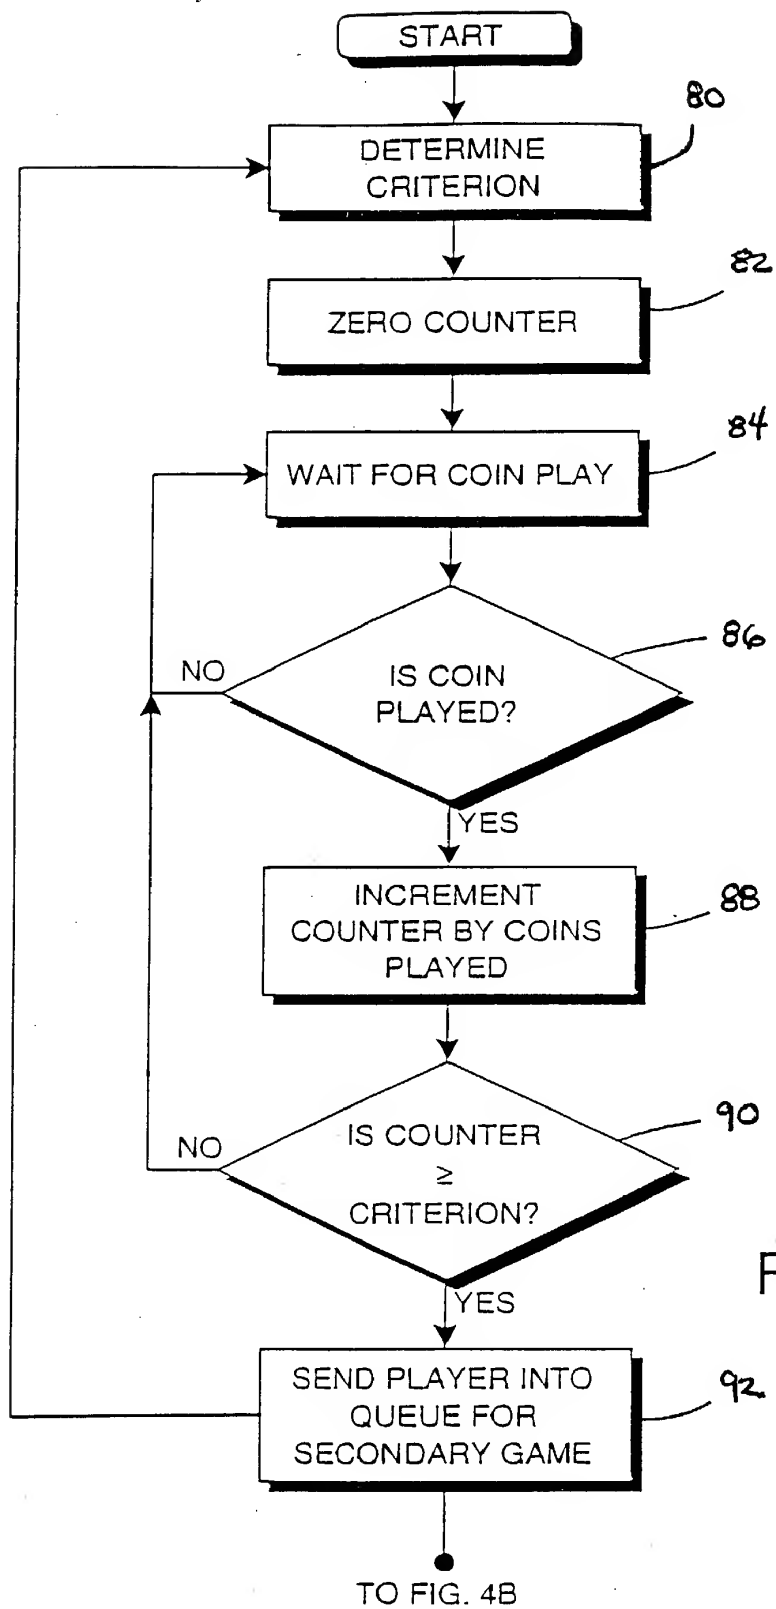 START
80
DETERMINE
CRITERION
82
ZERO COUNTER
84
WAIT FOR COIN PLAY
86
NO
IS COIN
PLAYED?
YES
88
INCREMENT
COUNTER BY COINS
PLAYED
90
NO
IS COUNTER
≥
CRITERION?
YES
92
SEND PLAYER INTO
QUEUE FOR
SECONDARY GAME
TO FIG. 4B